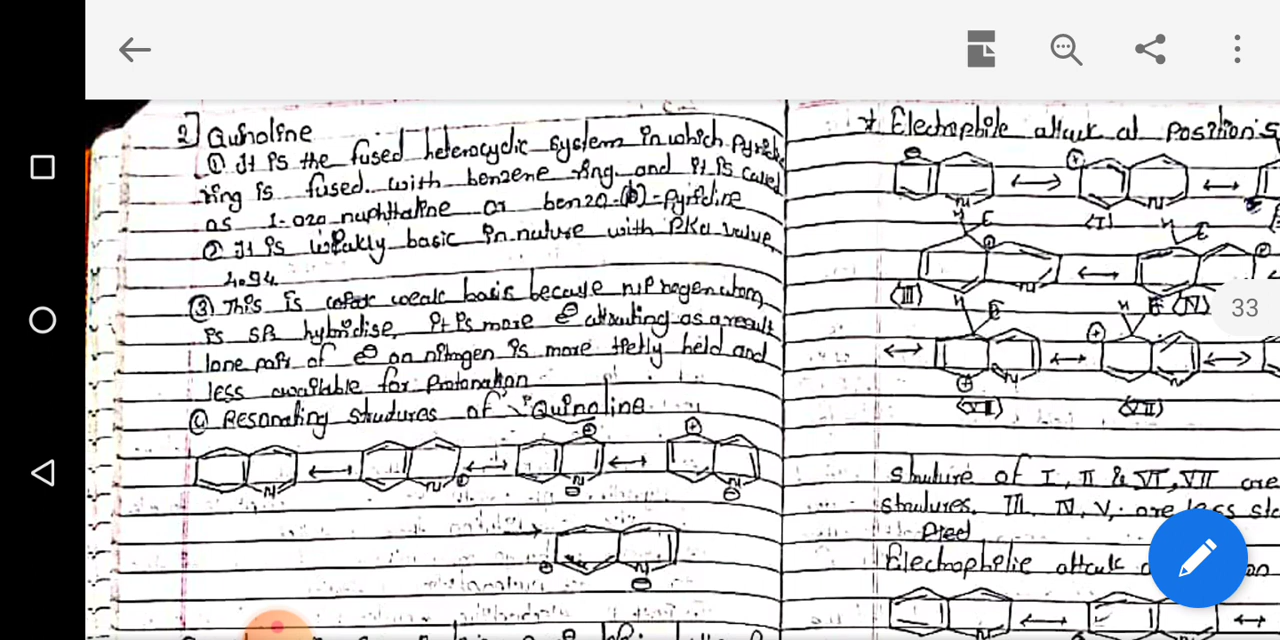 2] Quinoline
① It is the fused heterocyclic system in which
ring is fused. with benzene ring and it is called
as 1-aza naphthaline or benzo-(b)-Pyridine
② It is weakly basic in nature with PKa value,
4.94
③ This is weak basis because nitrogen atom
is SP₂ hybridise, it is more e⊖ attracting as a result
lone pair of e⊖ on nitrogen is more held and
less available for Protonation
④ Resonating structures of Quinoline
N
N
⊕
⊕
N
⊖
⊕
N
⊖
⊕
N
⊖
* Electrophile attack at position 5
⊕
N
(I)
H
E
⊕
N
(III)
H
E
(IV)
33
H
E
⊕
N
(VI)
H
E
⊕
N
(VII)
structure of I, II & VI, VII are
structures. III, IV, V, are less
Electrophilic attack
N